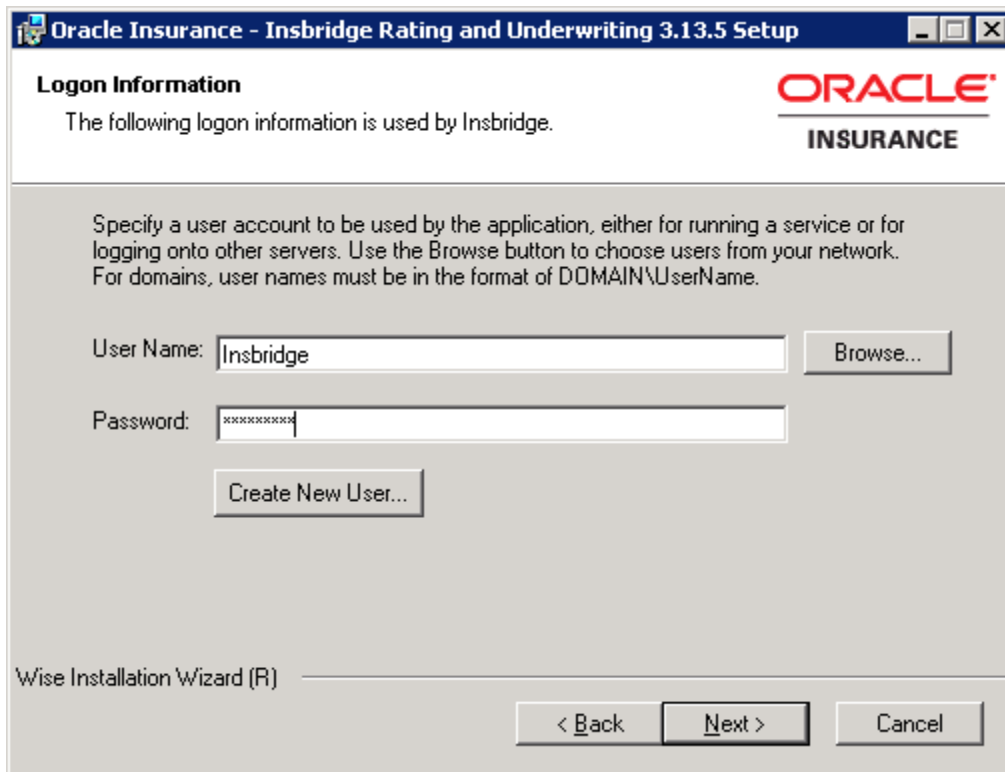 Oracle Insurance - Insbridge Rating and Underwriting 3.13.5 Setup
Logon Information
The following logon information is used by Insbridge.
ORACLE
INSURANCE
Specify a user account to be used by the application, either for running a service or for
logging onto other servers. Use the Browse button to choose users from your network.
For domains, user names must be in the format of DOMAIN\UserName.
User Name: Insbridge Browse...
Password: ×××××××××
Create New User...
Wise Installation Wizard (R)
< Back Next > Cancel